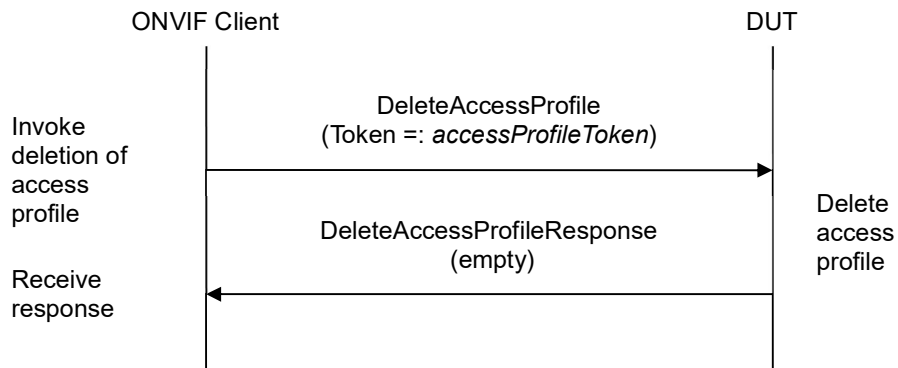 ONVIF Client
DUT
DeleteAccessProfile
(Token =: accessProfileToken)
Invoke
deletion of
access
profile
DeleteAccessProfileResponse
(empty)
Delete
access
profile
Receive
response